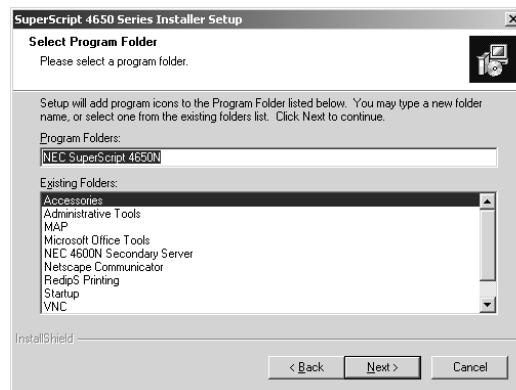 SuperScript 4650 Series Installer Setup
Select Program Folder
Please select a program folder.
Setup will add program icons to the Program Folder listed below. You may type a new folder
name, or select one from the existing folders list. Click Next to continue.
Program Folders:
NEC SuperScript 4650N
Existing Folders:
Accessories
Administrative Tools
MAP
Microsoft Office Tools
NEC 4600N Secondary Server
Netscape Communicator
RedipS Printing
Startup
VNC
InstallShield
< Back Next > Cancel